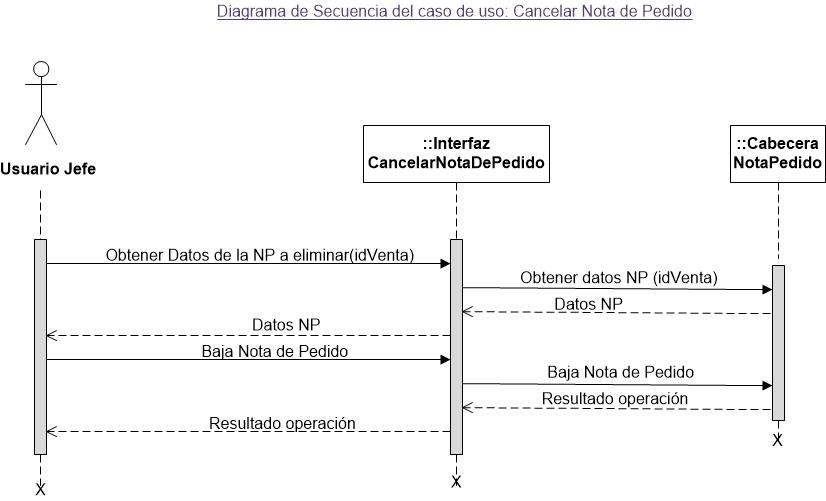 Diagrama de Secuencia del caso de uso: Cancelar Nota de Pedido
Usuario Jefe
::Interfaz
CancelarNotaDePedido
::Cabecera
NotaPedido
Obtener Datos de la NP a eliminar(idVenta)
Obtener datos NP (idVenta)
Datos NP
Datos NP
Baja Nota de Pedido
Baja Nota de Pedido
Resultado operación
Resultado operación
X
X
X